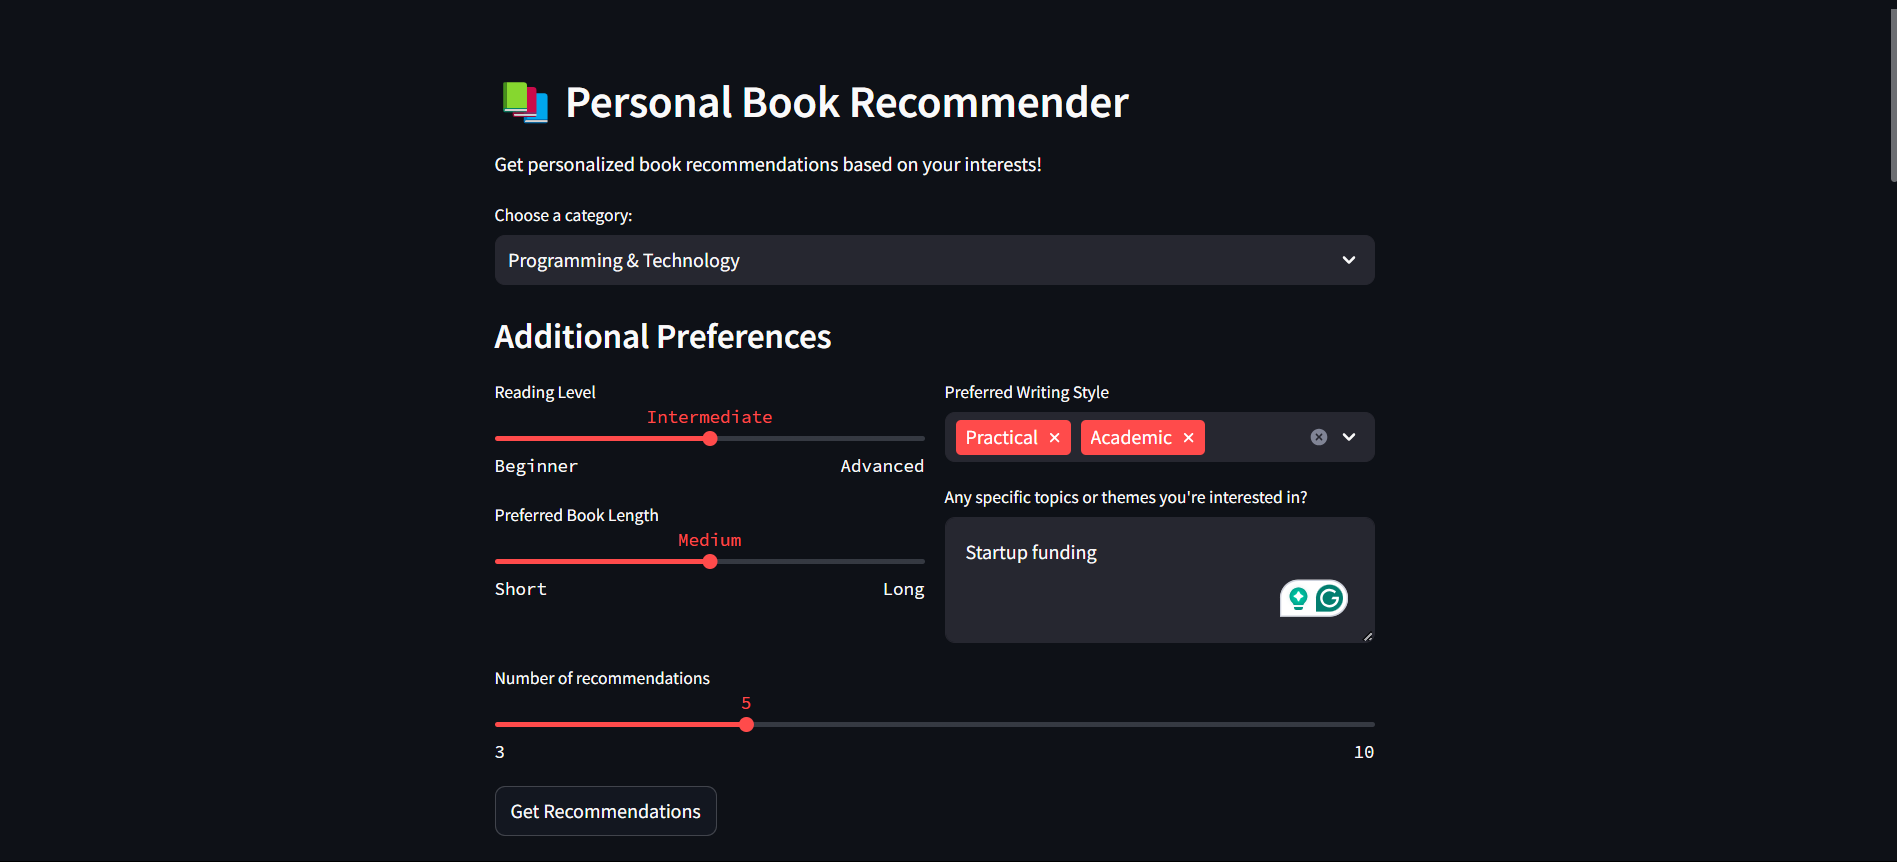 Personal Book Recommender
Get personalized book recommendations based on your interests!
Choose a category:
Programming & Technology
Additional Preferences
Reading Level
Intermediate
Beginner Advanced
Preferred Book Length
Medium
Short Long
Preferred Writing Style
Practical Academic
Any specific topics or themes you're interested in?
Startup funding
Number of recommendations
5
3 10
Get Recommendations